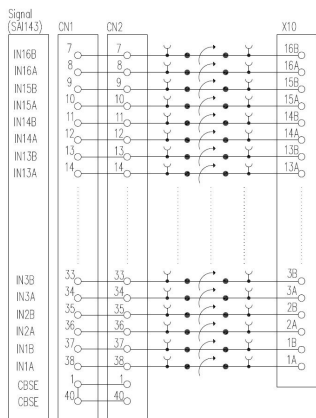 Signal
(SAI143) CN1 CN2 X10
IN16B 7 7 16B
IN16A 8 8 16A
IN15B 9 9 15B
IN15A 10 10 15A
IN14B 11 11 14B
IN14A 12 12 14A
IN13B 13 13 13B
IN13A 14 14 13A
IN3B 33 33 3B
IN3A 34 34 3A
IN2B 35 35 2B
IN2A 36 36 2A
IN1B 37 37 1B
IN1A 38 38 1A
CBSE 1 1
CBSE 40 40